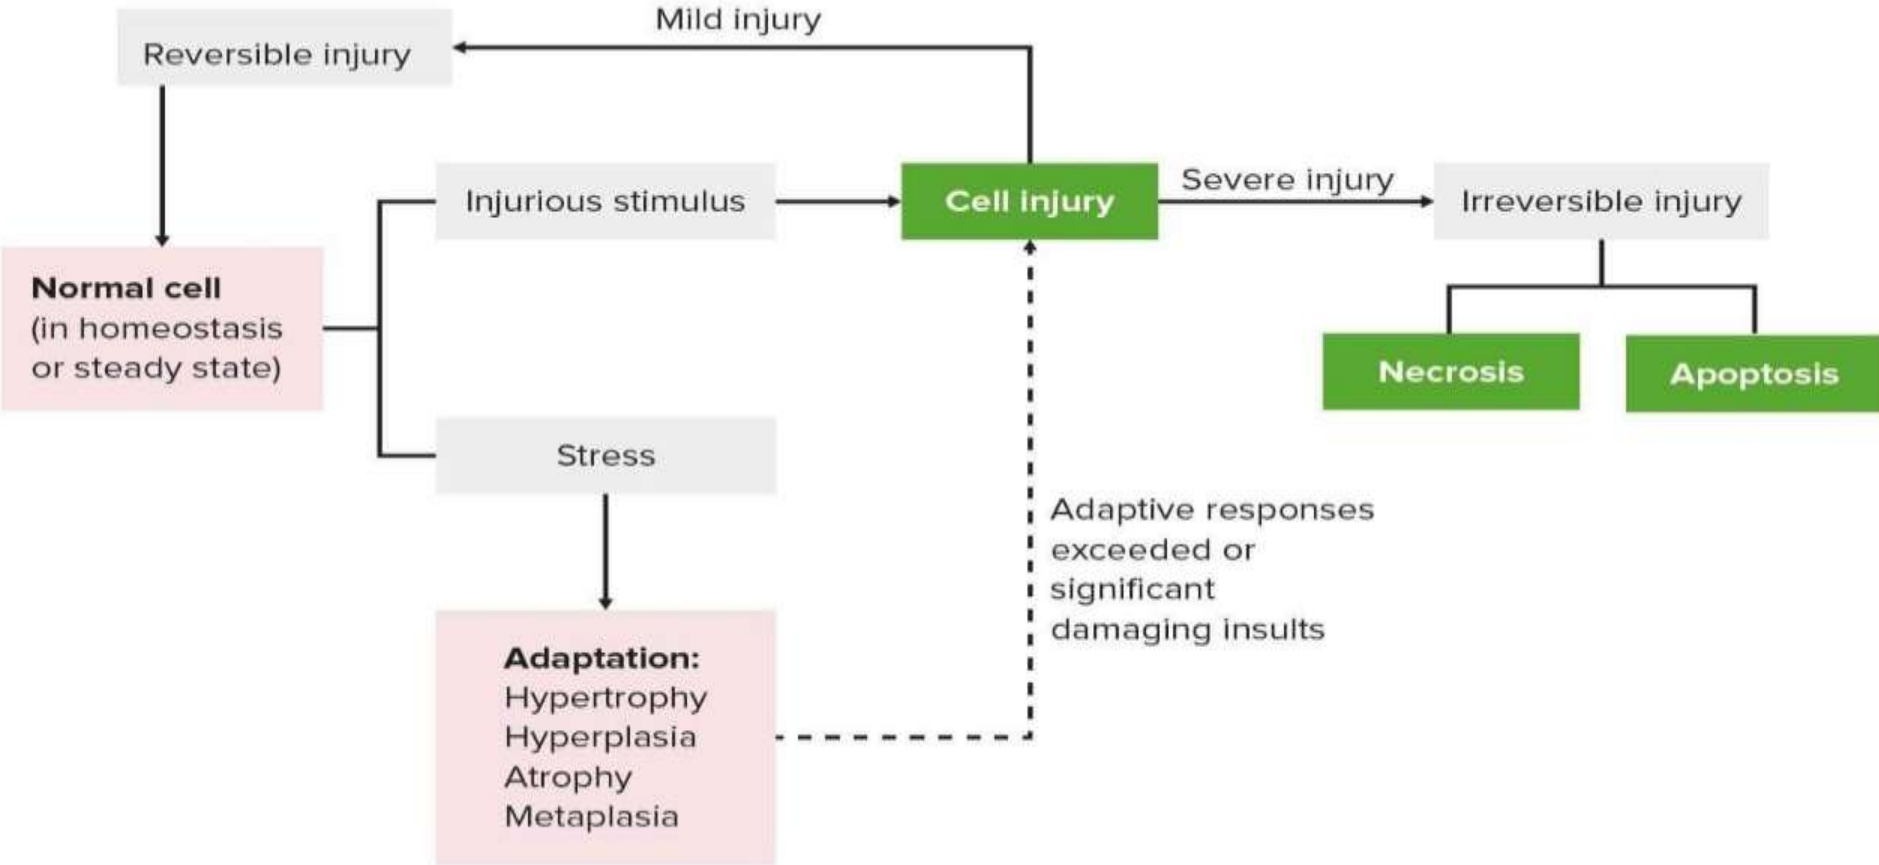 Mild injury
Reversible injury
Injurious stimulus
Cell injury
Severe injury
Irreversible injury
Normal cell
(in homeostasis
or steady state)
Necrosis
Apoptosis
Stress
Adaptive responses
exceeded or
significant
damaging insults
Adaptation:
Hypertrophy
Hyperplasia
Atrophy
Metaplasia